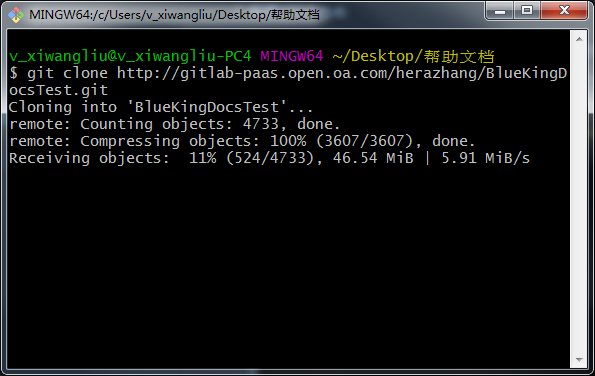 MINGW64:/c/Users/v_xiwangliu/Desktop/帮助文档
v_xiwangliu@v_xiwangliu-PC4 MINGW64 ~/Desktop/帮助文档
$ git clone http://gitlab-paas.open.oa.com/herazhang/BlueKingD
ocsTest.git
Cloning into 'BlueKingDocsTest'...
remote: Counting objects: 4733, done.
remote: Compressing objects: 100% (3607/3607), done.
Receiving objects:  11% (524/4733), 46.54 MiB | 5.91 MiB/s